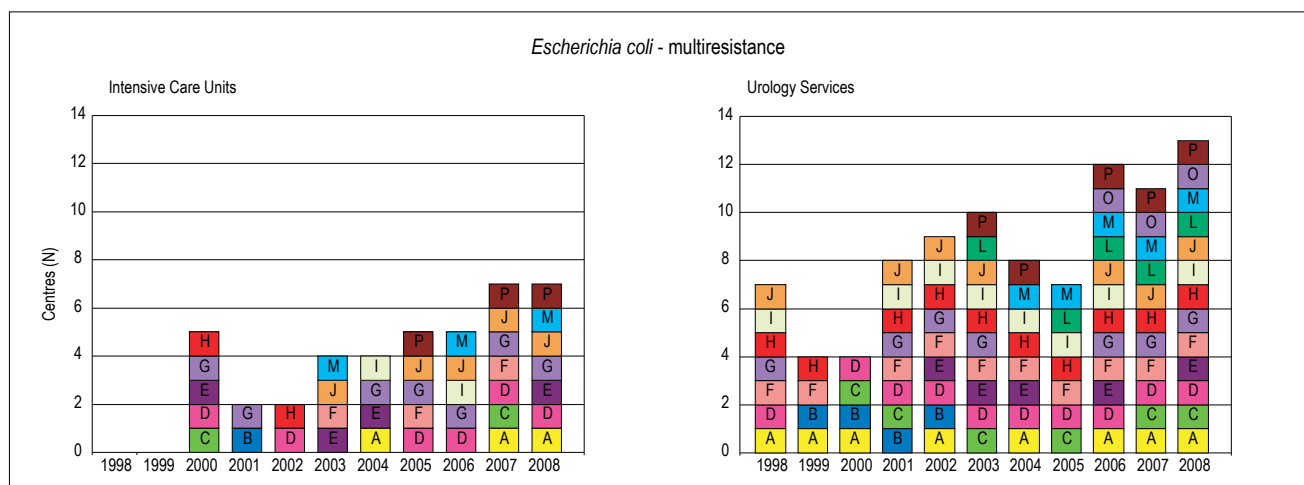 Escherichia coli - multiresistance
Intensive Care Units
Centres (N)
14
12
10
8
P P
6 J M
H P M G J
4 G M I J J F G
E J G G I D E
2 D G H F E F G C D
C B D E A D D A A
0
1998 1999 2000 2001 2002 2003 2004 2005 2006 2007 2008
Urology Services
14
P
12 P O
O P M
10 P M O L
J L L M J
8 J I J P J L I
J I H I M M I J H
6 I H G H I L H H G
H G F G H I G G F
4 G H D F E F F H F F E
F F C D D E E F E D D
2 D B B C B D D D D C C
A A A B A C A C A A A
0
1998 1999 2000 2001 2002 2003 2004 2005 2006 2007 2008